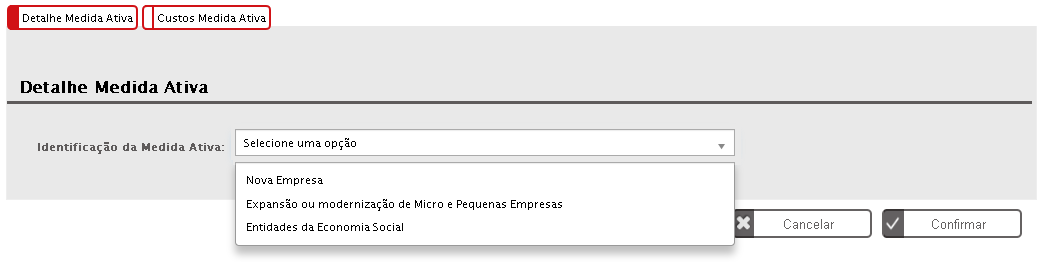 Detalhe Medida Ativa
Custos Medida Ativa
Detalhe Medida Ativa
Identificação da Medida Ativa:
Selecione uma opção
Nova Empresa
Expansão ou modernização de Micro e Pequenas Empresas
Entidades da Economia Social
Cancelar
Confirmar